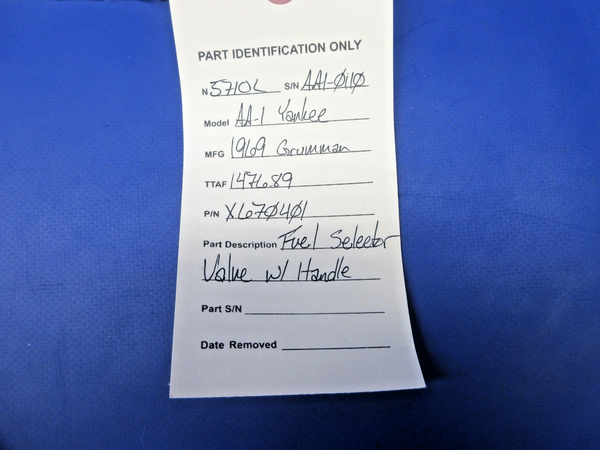 PART IDENTIFICATION ONLY
N 5710L S/N AA1-0110
Model AA-1 Yankee
MFG 1969 Grumman
TTAF 1476.89
P/N X670401
Part Description Fuel Selector
Valve w/ Handle
Part S/N
Date Removed